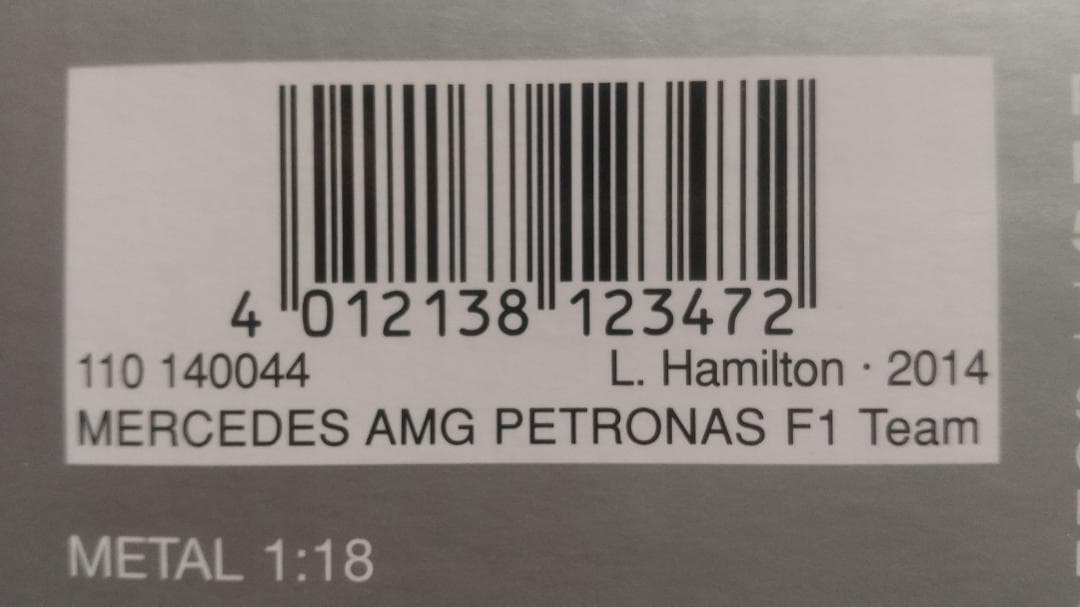 4 012138 123472
110 140044 L. Hamilton · 2014
MERCEDES AMG PETRONAS F1 Team
METAL 1:18